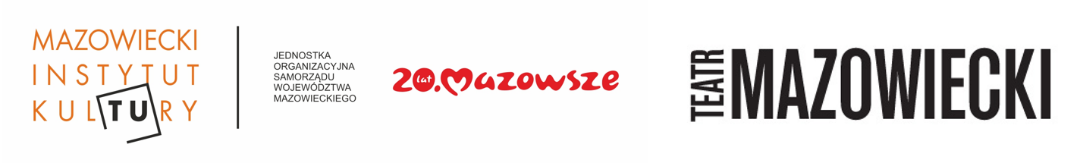 MAZOWIECKI
INSTYTUT
KULTURY
JEDNOSTKA
ORGANIZACYJNA
SAMORZĄDU
WOJEWÓDZTWA
MAZOWIECKIEGO
20 lat. Mazowsze
TEATR
MAZOWIECKI